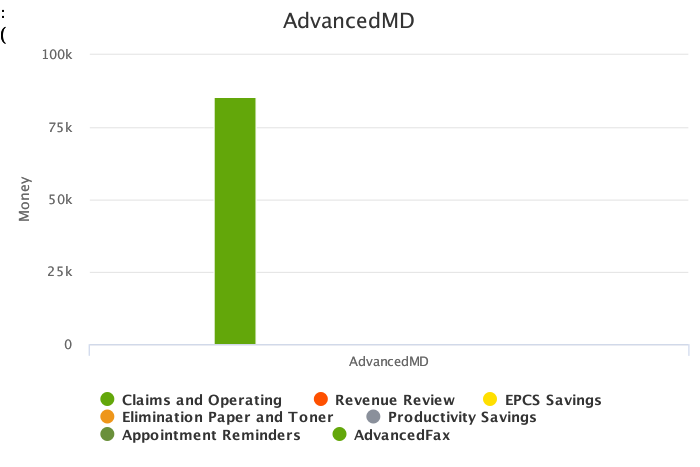 :
(
AdvancedMD
100k
75k
50k
25k
0
Money
AdvancedMD
Claims and Operating Revenue Review EPCS Savings
Elimination Paper and Toner Productivity Savings
Appointment Reminders AdvancedFax